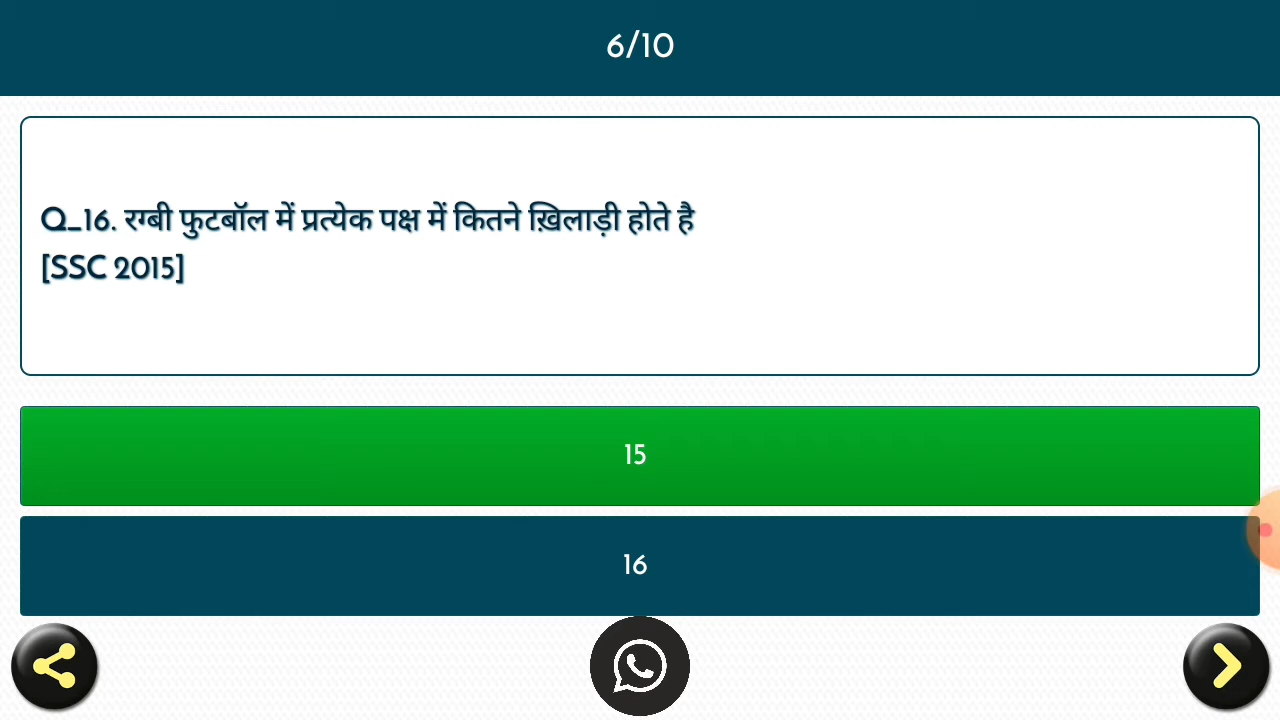 6/10
Q_16. रग्बी फुटबॉल में प्रत्येक पक्ष में कितने ख़िलाड़ी होते है
[SSC 2015]
15
16